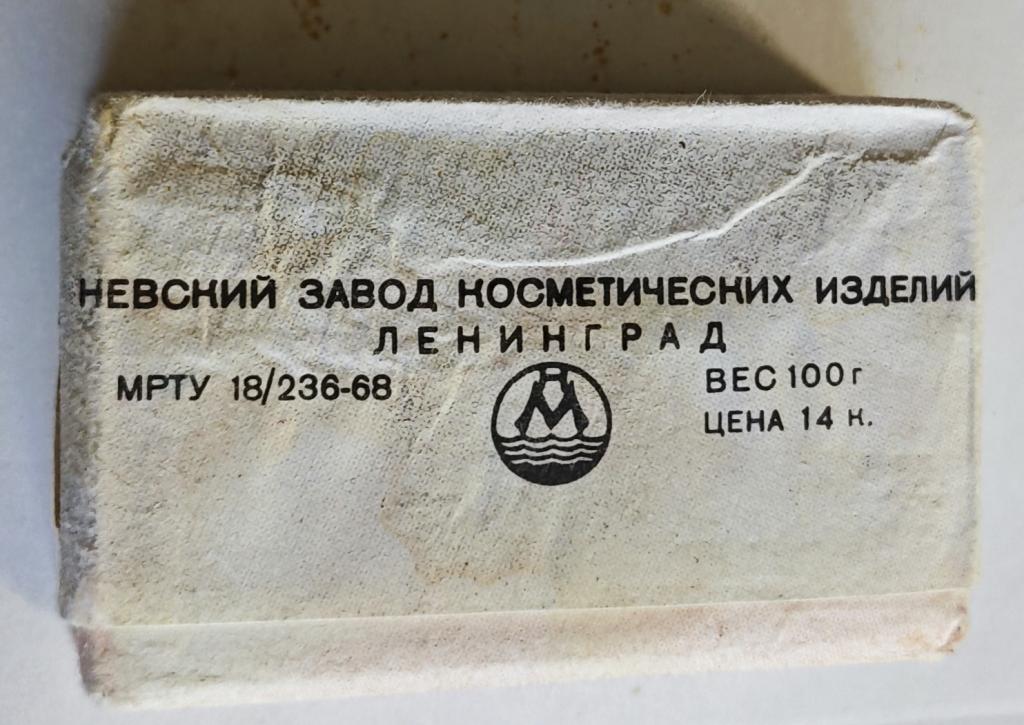 НЕВСКИЙ ЗАВОД КОСМЕТИЧЕСКИХ ИЗДЕЛИЙ
ЛЕНИНГРАД
МРТУ 18/236-68
ВЕС 100 г
ЦЕНА 14 к.